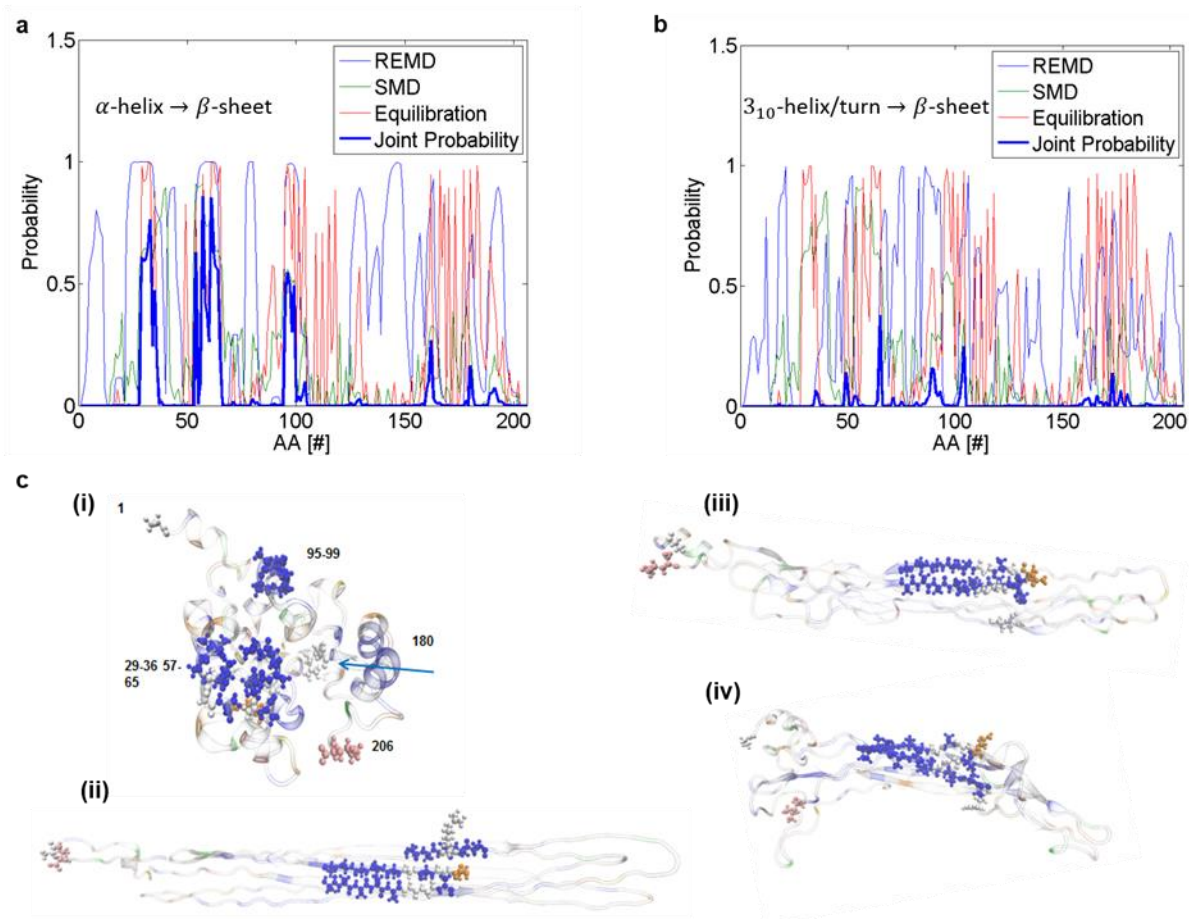 a
1.5
1
0.5
0
0
50
100
150
200
Probability
AA [#]
α-helix → β-sheet
REMD
SMD
Equilibration
Joint Probability
b
1.5
1
0.5
0
0
50
100
150
200
Probability
AA [#]
3₁₀-helix/turn → β-sheet
REMD
SMD
Equilibration
Joint Probability
c
(i)
1
95-99
29-36 57-
65
180
206
(ii)
(iii)
(iv)